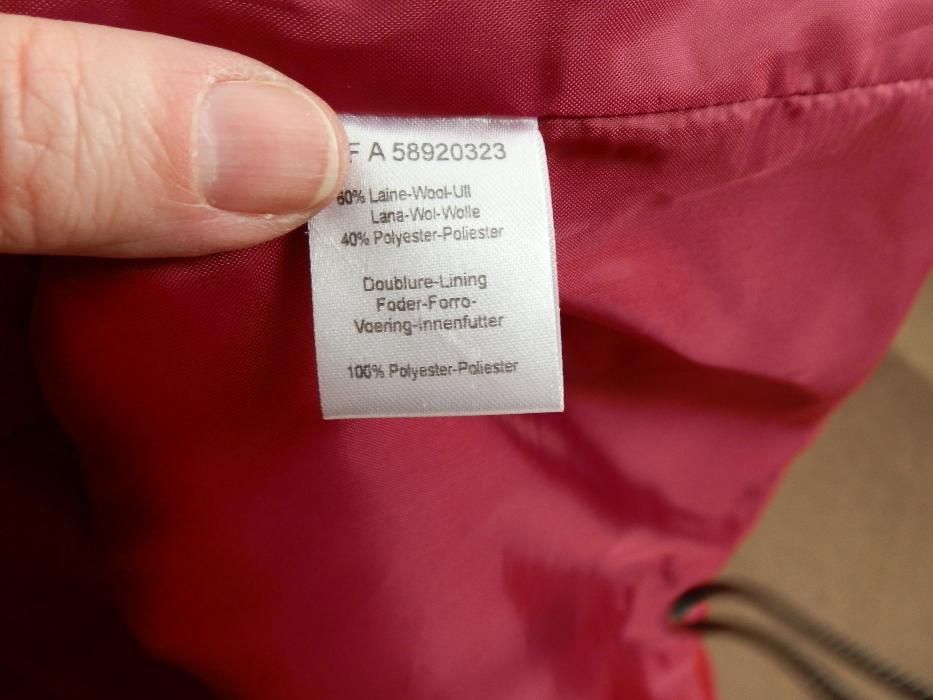 F A 58920323
60% Laine-Wool-Ull
Lana-Wol-Wolle
40% Polyester-Poliester
Doublure-Lining
Foder-Forro-
Voering-Innenfutter
100% Polyester-Poliester